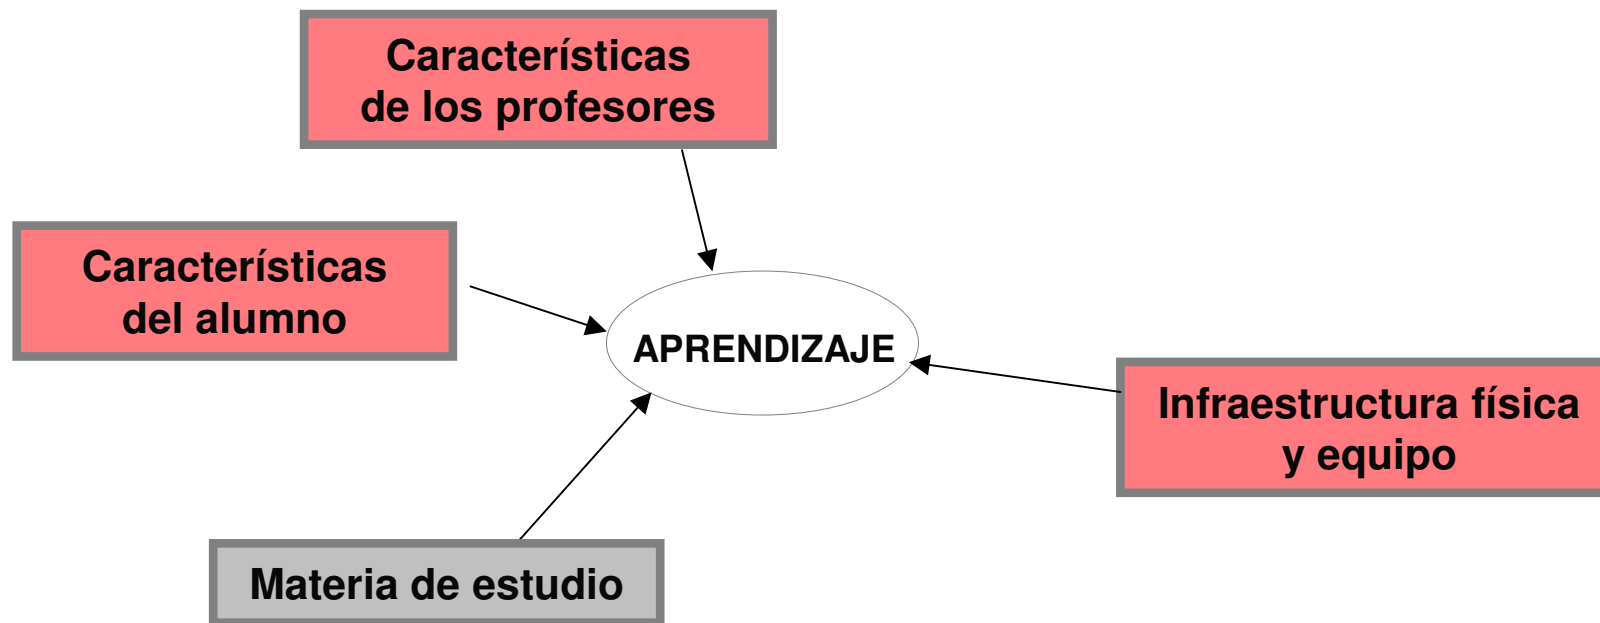 Características
de los profesores
Características
del alumno
APRENDIZAJE
Infraestructura física
y equipo
Materia de estudio